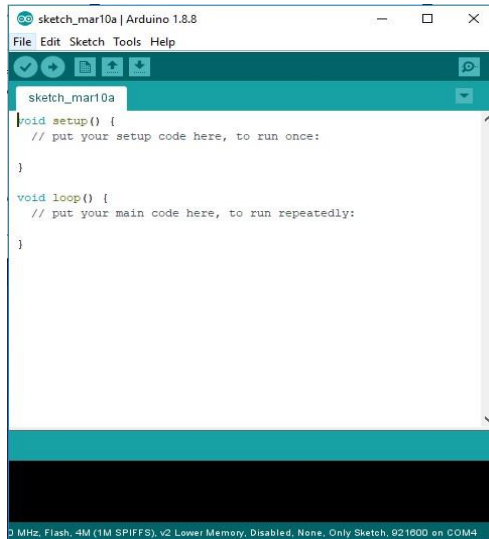 sketch_mar10a | Arduino 1.8.8
File Edit Sketch Tools Help
sketch_mar10a
void setup() {
  // put your setup code here, to run once:
}
void loop() {
  // put your main code here, to run repeatedly:
}
0 MHz, Flash, 4M (1M SPIFFS), v2 Lower Memory, Disabled, None, Only Sketch, 921600 on COM4